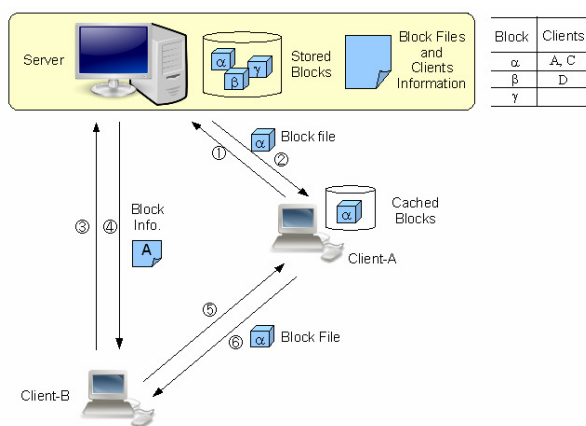 Server
α
β
γ
Stored
Blocks
Block Files
and
Clients
Information
Block Clients
α A, C
β D
γ
①
②
α
Block file
③
④
Block
Info.
A
α
Cached
Blocks
Client-A
⑤
⑥
α
Block File
Client-B